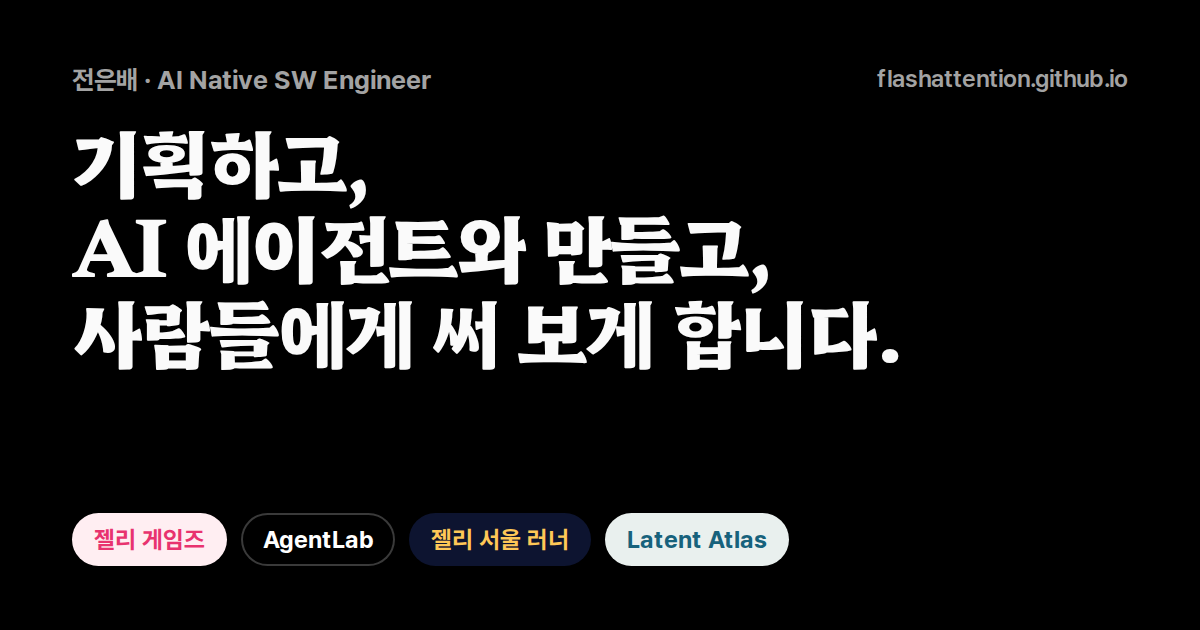 전은배 · AI Native SW Engineer
flashattention.github.io
기획하고,
AI 에이전트와 만들고,
사람들에게 써 보게 합니다.
젤리 게임즈
AgentLab
젤리 서울 러너
Latent Atlas